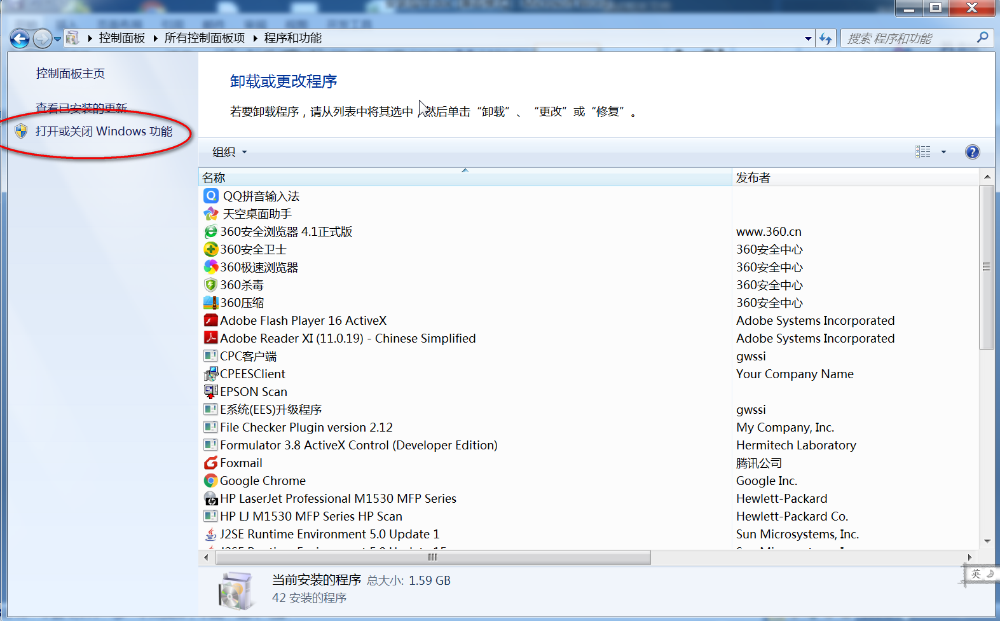 控制面板 ▸ 所有控制面板项 ▸ 程序和功能
搜索 程序和功能
控制面板主页
查看已安装的更新
打开或关闭 Windows 功能
卸载或更改程序
若要卸载程序，请从列表中将其选中，然后单击“卸载”、“更改”或“修复”。
组织
名称 发布者
QQ拼音输入法
天空桌面助手
360安全浏览器 4.1正式版 www.360.cn
360安全卫士 360安全中心
360极速浏览器 360安全中心
360杀毒 360安全中心
360压缩 360安全中心
Adobe Flash Player 16 ActiveX Adobe Systems Incorporated
Adobe Reader XI (11.0.19) - Chinese Simplified Adobe Systems Incorporated
CPC客户端 gwssi
CPEESClient Your Company Name
EPSON Scan
E系统(EES)升级程序 gwssi
File Checker Plugin version 2.12 My Company, Inc.
Formulator 3.8 ActiveX Control (Developer Edition) Hermitech Laboratory
Foxmail 腾讯公司
Google Chrome Google Inc.
HP LaserJet Professional M1530 MFP Series Hewlett-Packard
HP LJ M1530 MFP Series HP Scan Hewlett-Packard Co.
J2SE Runtime Environment 5.0 Update 1 Sun Microsystems, Inc.
当前安装的程序 总大小: 1.59 GB
42 安装的程序
英